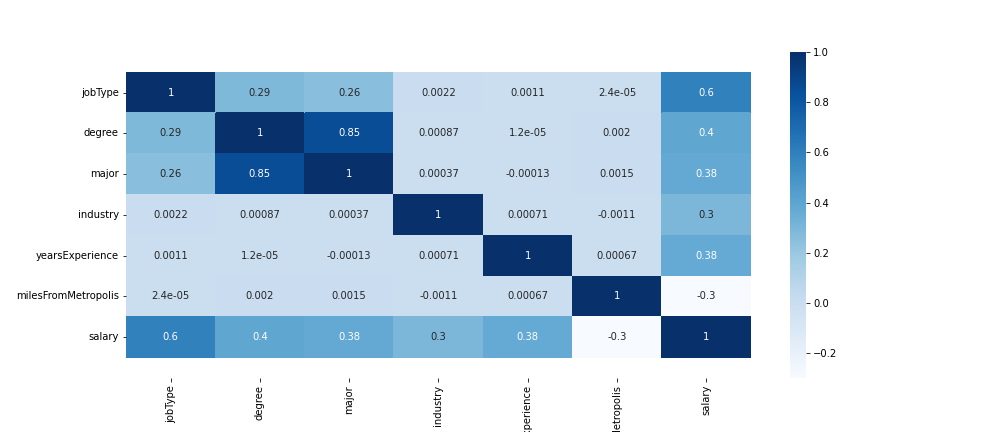 1.0
jobType 1 0.29 0.26 0.0022 0.0011 2.4e-05 0.6
0.8
degree 0.29 1 0.85 0.00087 1.2e-05 0.002 0.4
0.6
major 0.26 0.85 1 0.00037 -0.00013 0.0015 0.38
0.4
industry 0.0022 0.00087 0.00037 1 0.00071 -0.0011 0.3
0.2
yearsExperience 0.0011 1.2e-05 -0.00013 0.00071 1 0.00067 0.38
milesFromMetropolis 2.4e-05 0.002 0.0015 -0.0011 0.00067 1 -0.3
0.0
salary 0.6 0.4 0.38 0.3 0.38 -0.3 1
−0.2
jobType
degree
major
industry
xperience
letropolis
salary